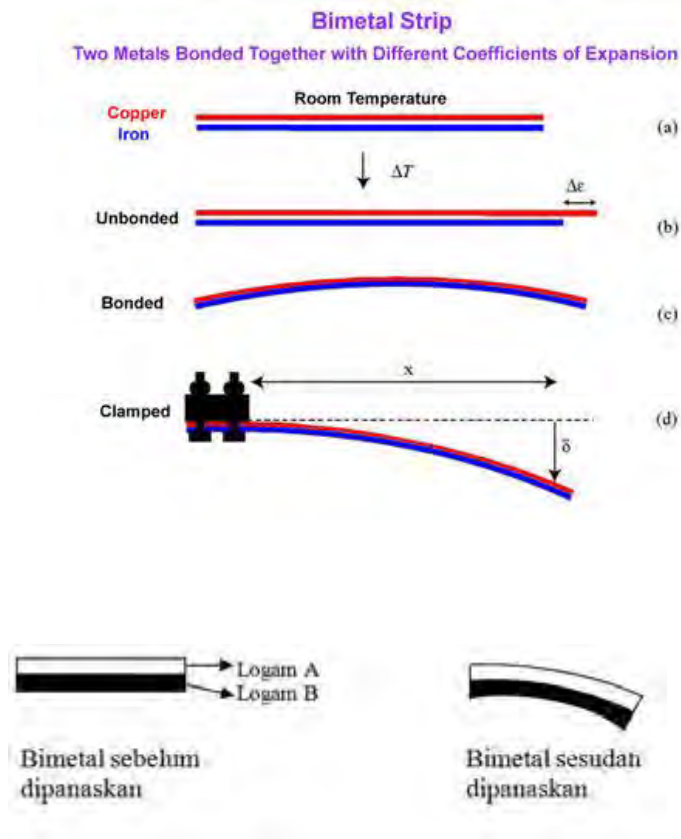 Bimetal Strip
Two Metals Bonded Together with Different Coefficients of Expansion
Room Temperature
Copper
Iron
(a)
ΔT
Δε
Unbonded
(b)
Bonded
(c)
x
Clamped
(d)
δ
Logam A
Logam B
Bimetal sebelum
dipanaskan
Bimetal sesudan
dipanaskan